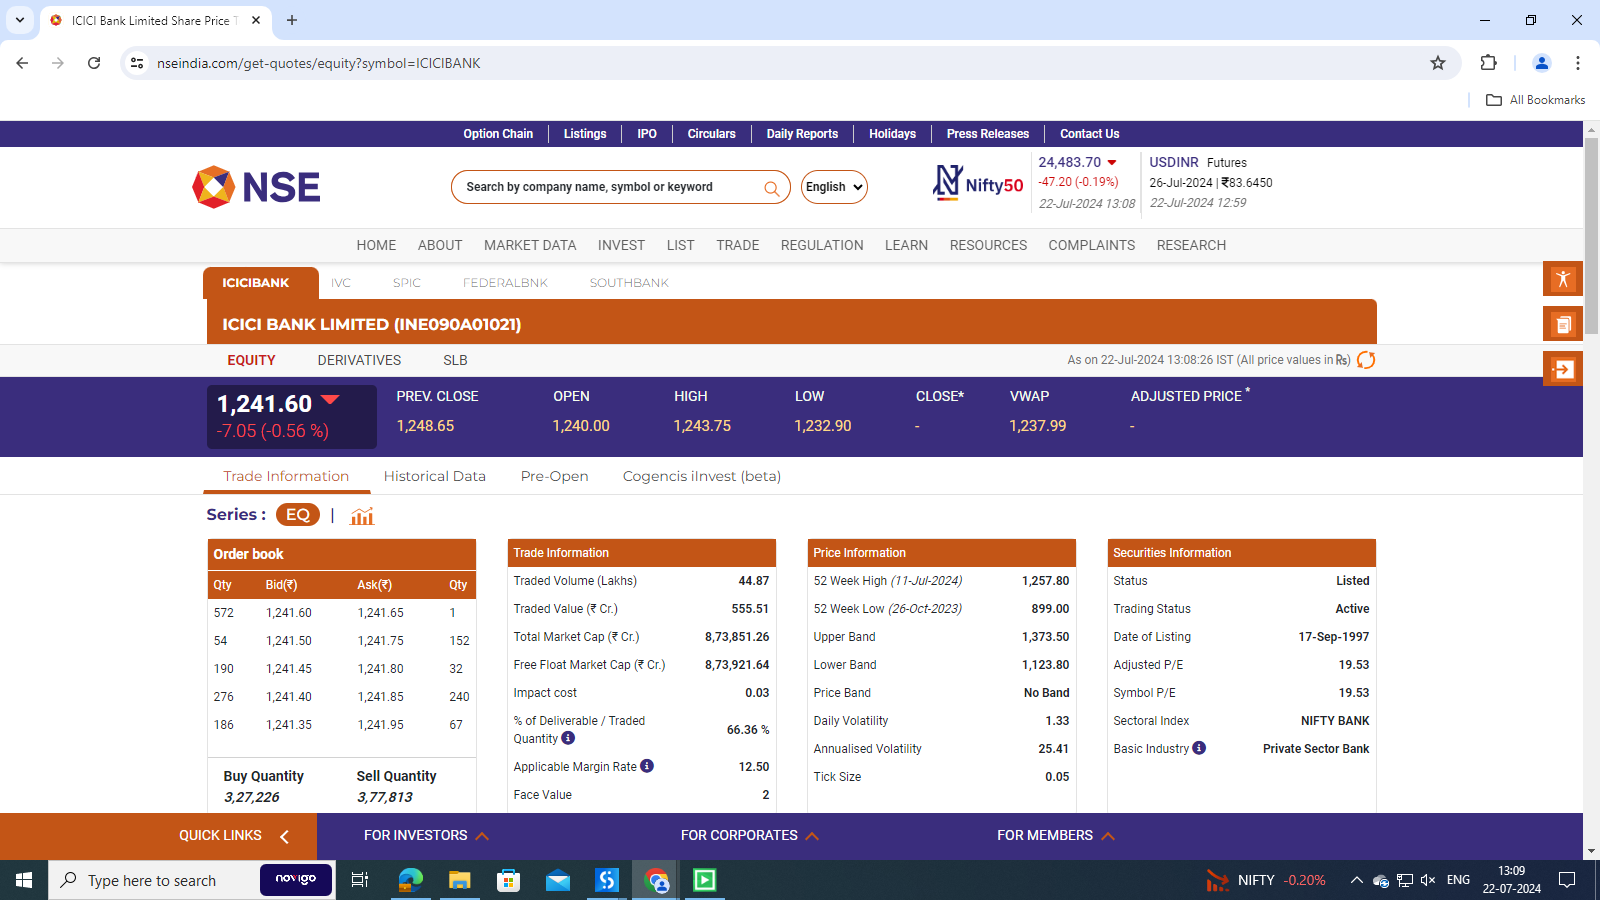 ICICI Bank Limited Share Price T
nseindia.com/get-quotes/equity?symbol=ICICIBANK
All Bookmarks
Option Chain Listings IPO Circulars Daily Reports Holidays Press Releases Contact Us
NSE
Search by company name, symbol or keyword
English
Nifty50
24,483.70
-47.20 (-0.19%)
22-Jul-2024 13:08
USDINR Futures
26-Jul-2024 | ₹83.6450
22-Jul-2024 12:59
HOME ABOUT MARKET DATA INVEST LIST TRADE REGULATION LEARN RESOURCES COMPLAINTS RESEARCH
ICICIBANK IVC SPIC FEDERALBNK SOUTHBANK
ICICI BANK LIMITED (INE090A01021)
EQUITY DERIVATIVES SLB
As on 22-Jul-2024 13:08:26 IST (All price values in ₨)
1,241.60
-7.05 (-0.56 %)
PREV. CLOSE OPEN HIGH LOW CLOSE* VWAP ADJUSTED PRICE *
1,248.65 1,240.00 1,243.75 1,232.90 - 1,237.99 -
Trade Information Historical Data Pre-Open Cogencis iInvest (beta)
Series : EQ |
Order book
Qty Bid(₹) Ask(₹) Qty
572 1,241.60 1,241.65 1
54 1,241.50 1,241.75 152
190 1,241.45 1,241.80 32
276 1,241.40 1,241.85 240
186 1,241.35 1,241.95 67
Buy Quantity Sell Quantity
3,27,226 3,77,813
Trade Information
Traded Volume (Lakhs) 44.87
Traded Value (₹ Cr.) 555.51
Total Market Cap (₹ Cr.) 8,73,851.26
Free Float Market Cap (₹ Cr.) 8,73,921.64
Impact cost 0.03
% of Deliverable / Traded
Quantity 66.36 %
Applicable Margin Rate 12.50
Face Value 2
Price Information
52 Week High (11-Jul-2024) 1,257.80
52 Week Low (26-Oct-2023) 899.00
Upper Band 1,373.50
Lower Band 1,123.80
Price Band No Band
Daily Volatility 1.33
Annualised Volatility 25.41
Tick Size 0.05
Securities Information
Status Listed
Trading Status Active
Date of Listing 17-Sep-1997
Adjusted P/E 19.53
Symbol P/E 19.53
Sectoral Index NIFTY BANK
Basic Industry Private Sector Bank
QUICK LINKS FOR INVESTORS FOR CORPORATES FOR MEMBERS
Type here to search
novigo
NIFTY -0.20%
ENG
13:09
22-07-2024